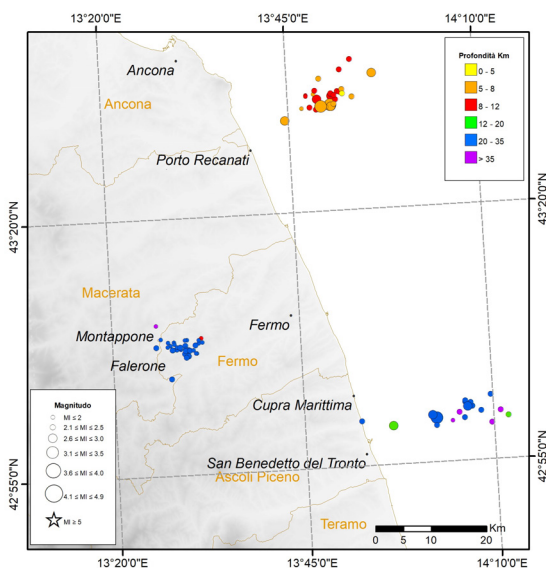 13°20'0"E
13°45'0"E
14°10'0"E
Profondità Km
0 - 5
5 - 8
8 - 12
12 - 20
20 - 35
> 35
Ancona
Ancona
Porto Recanati
43°20'0"N
43°20'0"N
Macerata
Montappone
Fermo
Falerone
Fermo
Magnitudo
Ml ≤ 2
2.1 ≤ Ml ≤ 2.5
2.6 ≤ Ml ≤ 3.0
3.1 ≤ Ml ≤ 3.5
3.6 ≤ Ml ≤ 4.0
4.1 ≤ Ml ≤ 4.9
Ml ≥ 5
Cupra Marittima
San Benedetto del Tronto
Ascoli Piceno
42°55'0"N
42°55'0"N
Teramo
Km
0 5 10 20
13°20'0"E
13°45'0"E
14°10'0"E